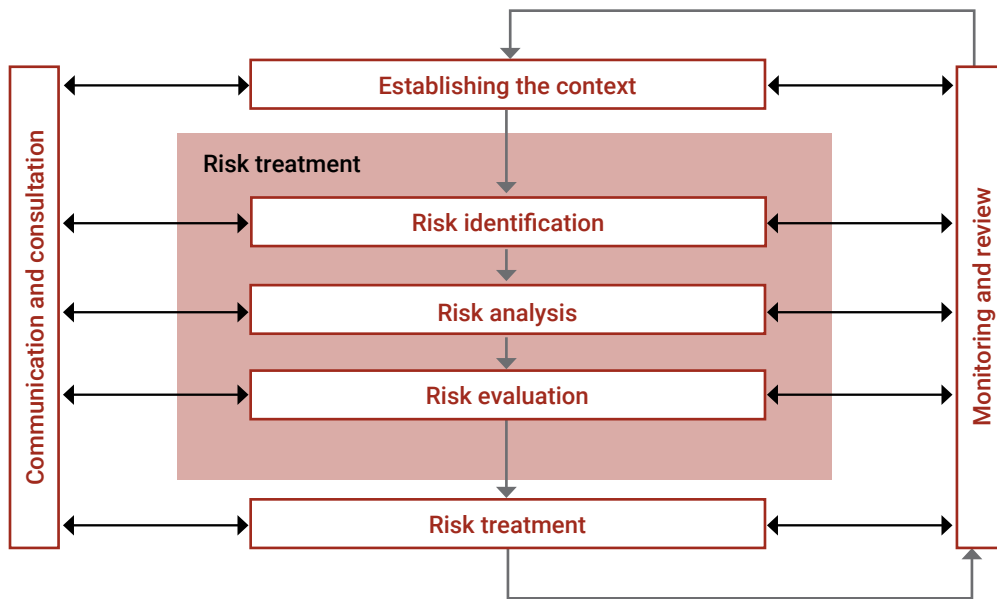 Establishing the context
Communication and consultation
Risk treatment
Risk identification
Risk analysis
Risk evaluation
Risk treatment
Monitoring and review